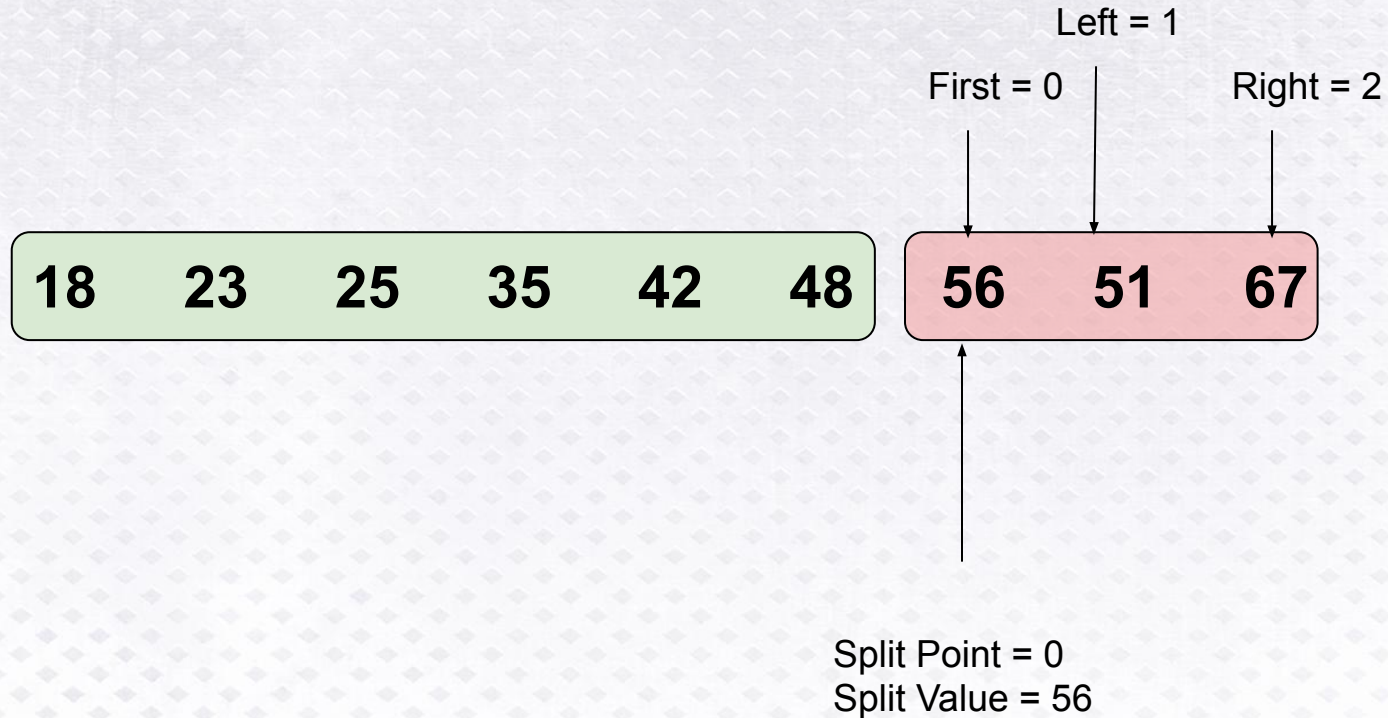 Left = 1
First = 0 Right = 2
18 23 25 35 42 48 56 51 67
Split Point = 0
Split Value = 56